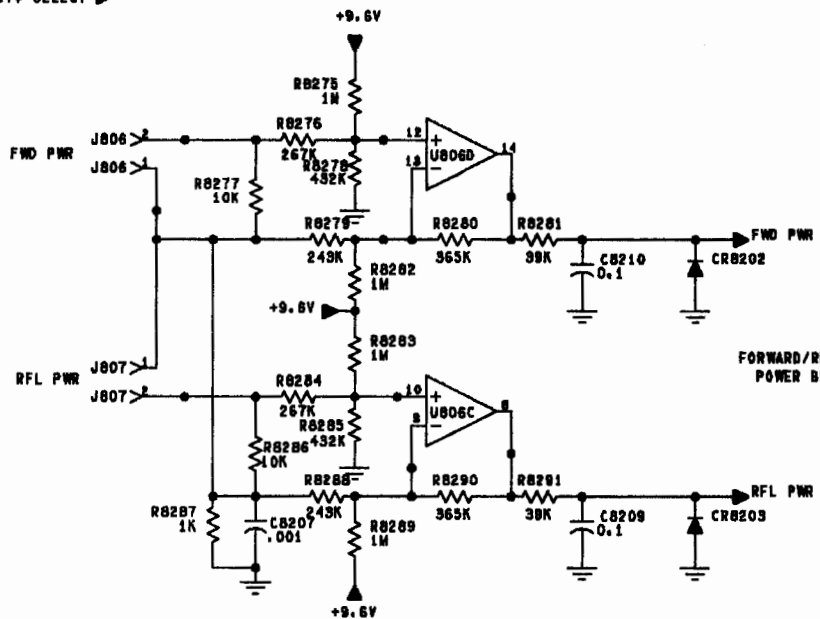 +9.6V
R8275
1M
R8276
267K
J806 2
FWD PWR
J806 1
R8278
432K
12
13
U806D
14
R8277
10K
R8279
243K
R8280
365K
R8281
39K
FWD PWR
C8210
0.1
CR8202
R8282
1M
+9.6V
R8283
1M
J807 1
RFL PWR
J807 2
FORWARD/R
POWER B
R8284
267K
R8285
432K
10
U806C
R8286
10K
R8288
243K
R8290
365K
R8291
39K
RFL PWR
R8287
1K
C8207
.001
R8289
1M
C8209
0.1
CR8203
+9.6V